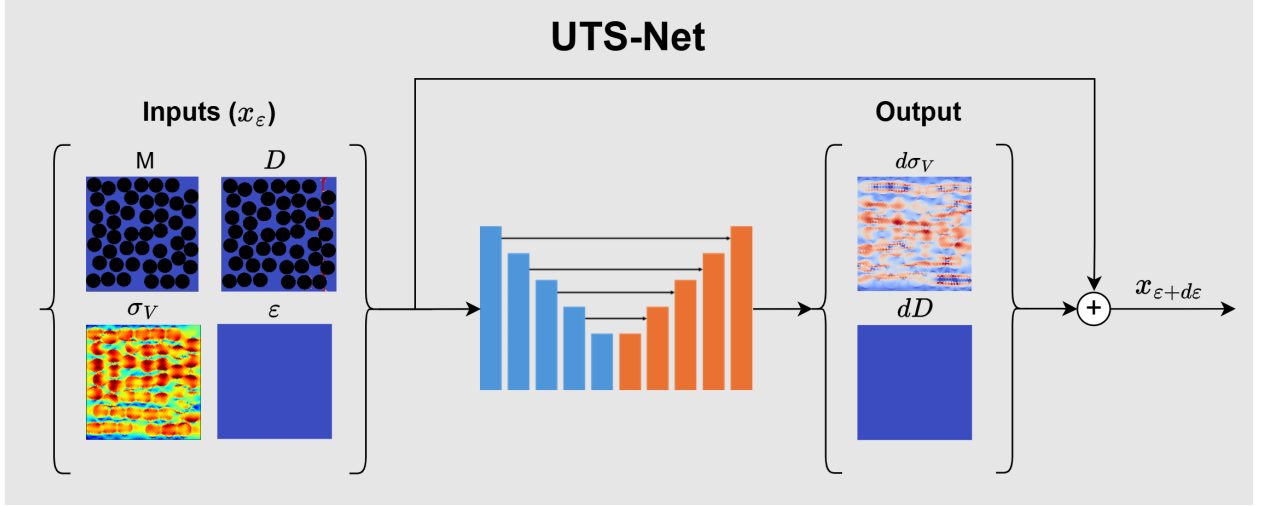 UTS-Net
Inputs (x_ε)
M
D
σ_V
ε
Output
dσ_V
dD
+
x_{ε+dε}